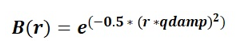 B(r) = e^(−0.5 * (r *qdamp)^2)